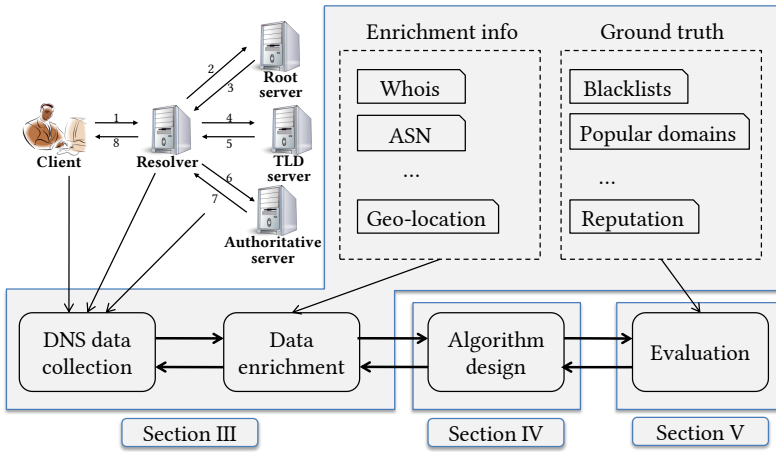 Enrichment info
Ground truth
2
Root
server
3
Whois
Blacklists
1
4
ASN
Popular domains
8
5
Client
Resolver
TLD
server
6
...
...
7
Geo-location
Reputation
Authoritative
server
DNS data
collection
Data
enrichment
Algorithm
design
Evaluation
Section III
Section IV
Section V